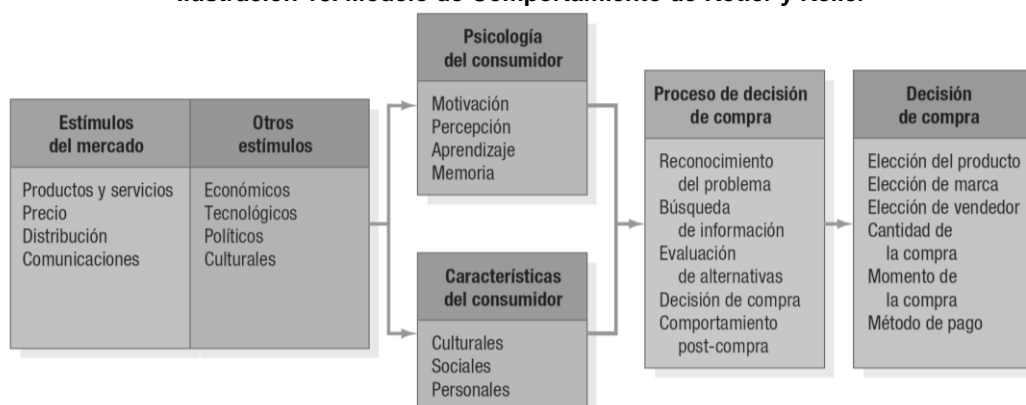 Psicología
del consumidor
Motivación
Percepción
Aprendizaje
Memoria
Estímulos
del mercado
Productos y servicios
Precio
Distribución
Comunicaciones
Otros
estímulos
Económicos
Tecnológicos
Políticos
Culturales
Características
del consumidor
Culturales
Sociales
Personales
Proceso de decisión
de compra
Reconocimiento
del problema
Búsqueda
de información
Evaluación
de alternativas
Decisión de compra
Comportamiento
post-compra
Decisión
de compra
Elección del producto
Elección de marca
Elección de vendedor
Cantidad de
la compra
Momento de
la compra
Método de pago